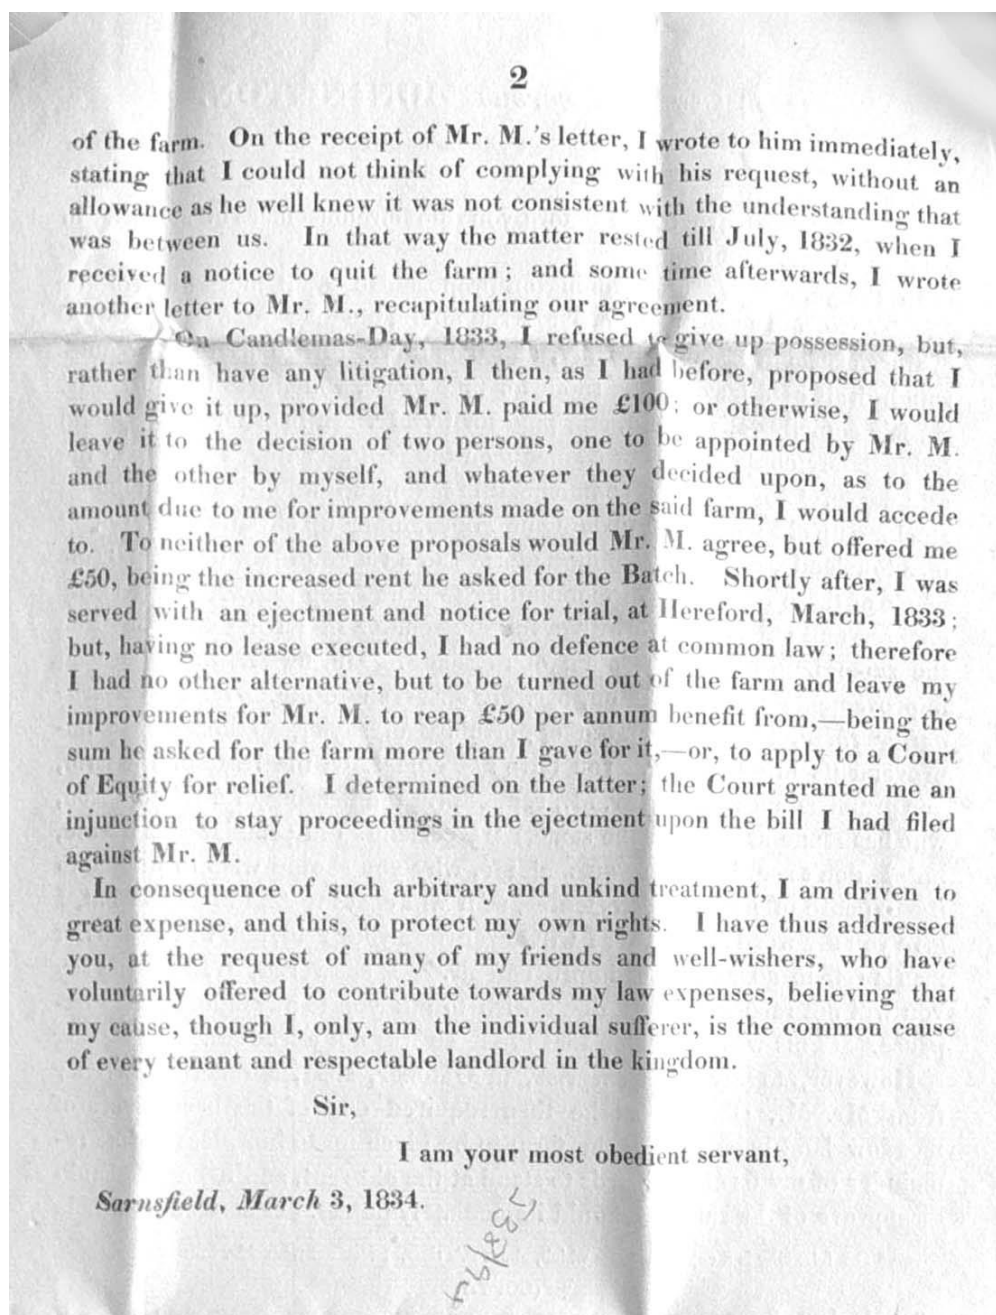 2
of the farm. On the receipt of Mr. M.'s letter, I wrote to him immediately,
stating that I could not think of complying with his request, without an
allowance as he well knew it was not consistent with the understanding that
was between us. In that way the matter rested till July, 1832, when I
received a notice to quit the farm; and some time afterwards, I wrote
another letter to Mr. M., recapitulating our agreement.
On Candlemas-Day, 1833, I refused to give up possession, but,
rather than have any litigation, I then, as I had before, proposed that I
would give it up, provided Mr. M. paid me £100; or otherwise, I would
leave it to the decision of two persons, one to be appointed by Mr. M.
and the other by myself, and whatever they decided upon, as to the
amount due to me for improvements made on the said farm, I would accede
to. To neither of the above proposals would Mr. M. agree, but offered me
£50, being the increased rent he asked for the Batch. Shortly after, I was
served with an ejectment and notice for trial, at Hereford, March, 1833;
but, having no lease executed, I had no defence at common law; therefore
I had no other alternative, but to be turned out of the farm and leave my
improvements for Mr. M. to reap £50 per annum benefit from,—being the
sum he asked for the farm more than I gave for it,—or, to apply to a Court
of Equity for relief. I determined on the latter; the Court granted me an
injunction to stay proceedings in the ejectment upon the bill I had filed
against Mr. M.
In consequence of such arbitrary and unkind treatment, I am driven to
great expense, and this, to protect my own rights. I have thus addressed
you, at the request of many of my friends and well-wishers, who have
voluntarily offered to contribute towards my law expenses, believing that
my cause, though I, only, am the individual sufferer, is the common cause
of every tenant and respectable landlord in the kingdom.
Sir,
I am your most obedient servant,
Sarnsfield, March 3, 1834.